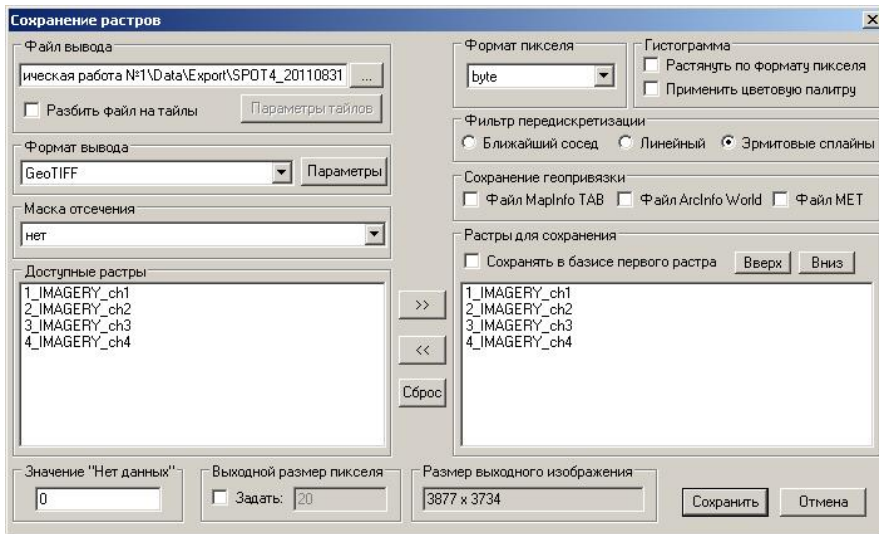 Сохранение растров
Файл вывода
ическая работа №1\Data\Export\SPOT4_20110831
...
Разбить файл на тайлы
Параметры тайлов
Формат вывода
GeoTIFF
Параметры
Маска отсечения
нет
Доступные растры
1_IMAGERY_ch1
2_IMAGERY_ch2
3_IMAGERY_ch3
4_IMAGERY_ch4
>>
<<
Сброс
Формат пикселя
byte
Гистограмма
Растянуть по формату пикселя
Применить цветовую палитру
Фильтр передискретизации
Ближайший сосед
Линейный
Эрмитовые сплайны
Сохранение геопривязки
Файл MapInfo TAB
Файл ArcInfo World
Файл MET
Растры для сохранения
Сохранять в базисе первого растра
Вверх
Вниз
1_IMAGERY_ch1
2_IMAGERY_ch2
3_IMAGERY_ch3
4_IMAGERY_ch4
Значение "Нет данных"
0
Выходной размер пикселя
Задать:
20
Размер выходного изображения
3877 x 3734
Сохранить
Отмена